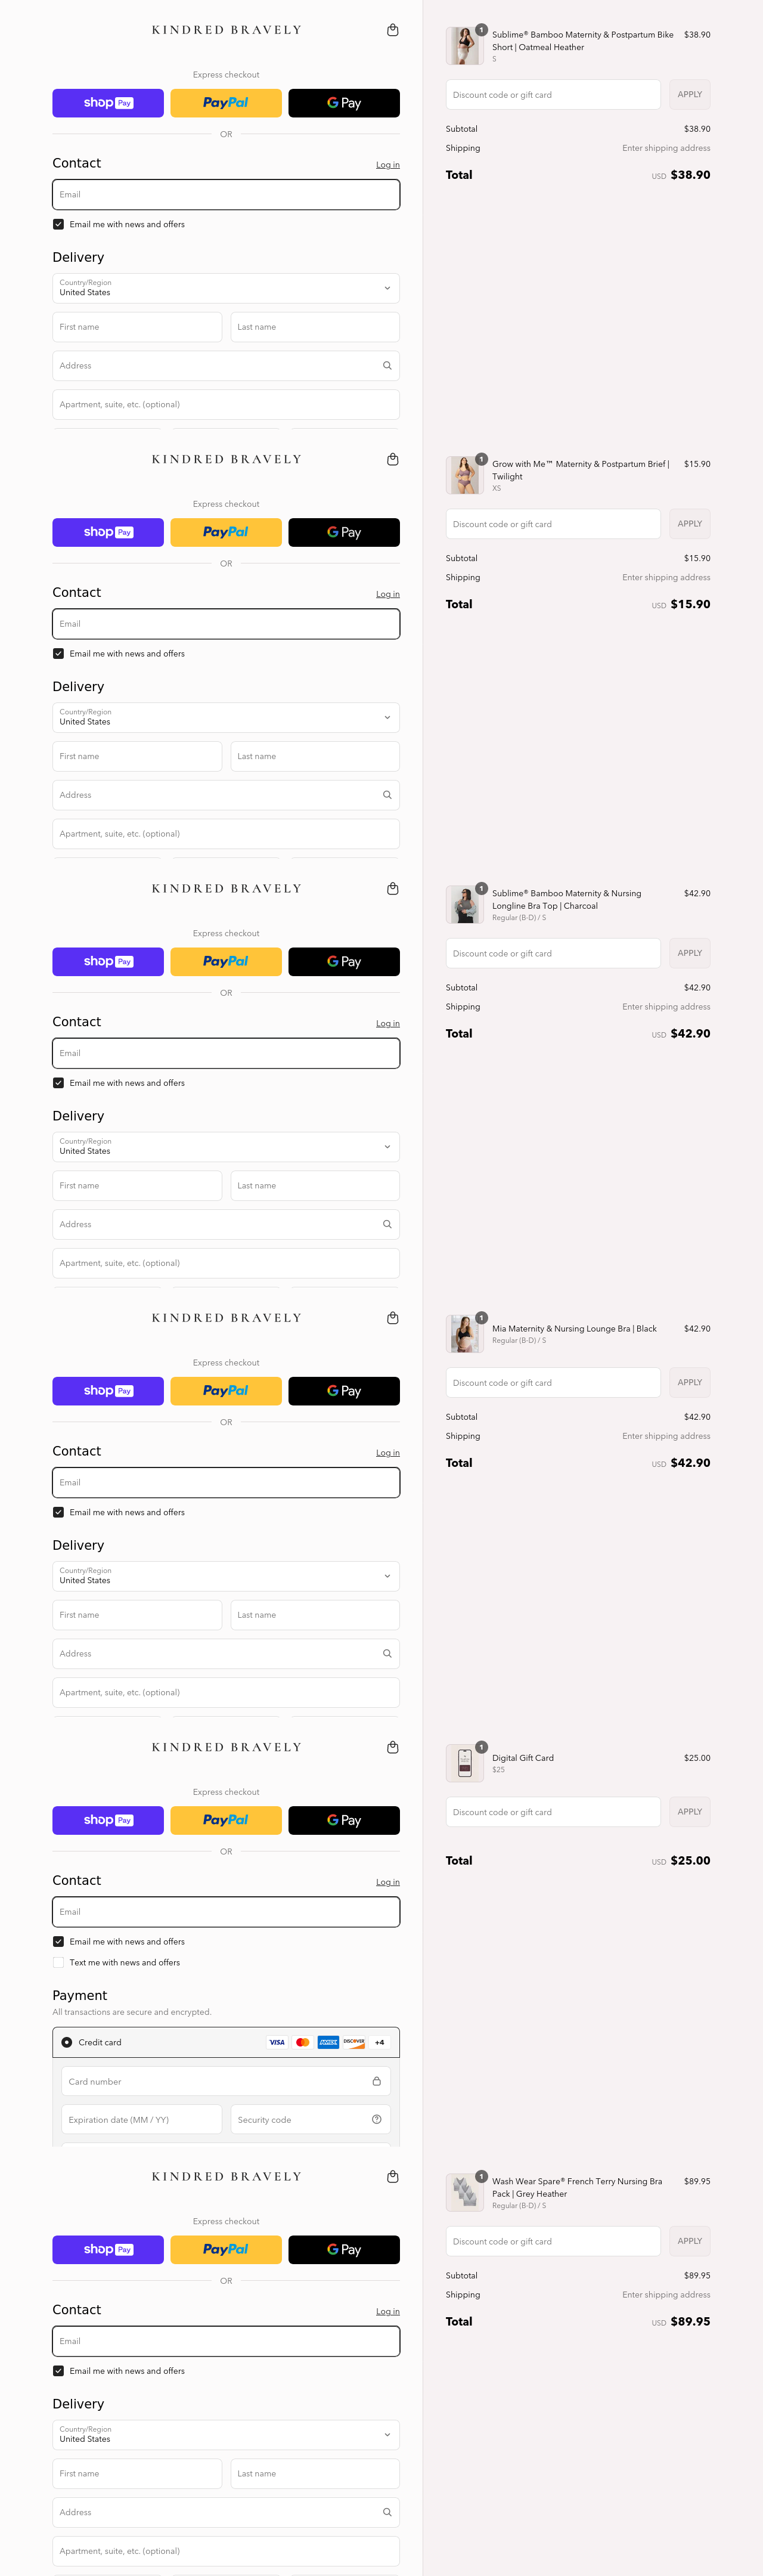 KINDRED BRAVELY
Express checkout
shop Pay
PayPal
G Pay
OR
Contact
Log in
Email
Email me with news and offers
Delivery
Country/Region
United States
First name
Last name
Address
Apartment, suite, etc. (optional)
1
Sublime® Bamboo Maternity & Postpartum Bike
Short | Oatmeal Heather
S
$38.90
Discount code or gift card
APPLY
Subtotal
$38.90
Shipping
Enter shipping address
Total
USD $38.90
KINDRED BRAVELY
Express checkout
shop Pay
PayPal
G Pay
OR
Contact
Log in
Email
Email me with news and offers
Delivery
Country/Region
United States
First name
Last name
Address
Apartment, suite, etc. (optional)
1
Grow with Me™ Maternity & Postpartum Brief |
Twilight
XS
$15.90
Discount code or gift card
APPLY
Subtotal
$15.90
Shipping
Enter shipping address
Total
USD $15.90
KINDRED BRAVELY
Express checkout
shop Pay
PayPal
G Pay
OR
Contact
Log in
Email
Email me with news and offers
Delivery
Country/Region
United States
First name
Last name
Address
Apartment, suite, etc. (optional)
1
Sublime® Bamboo Maternity & Nursing
Longline Bra Top | Charcoal
Regular (B-D) / S
$42.90
Discount code or gift card
APPLY
Subtotal
$42.90
Shipping
Enter shipping address
Total
USD $42.90
KINDRED BRAVELY
Express checkout
shop Pay
PayPal
G Pay
OR
Contact
Log in
Email
Email me with news and offers
Delivery
Country/Region
United States
First name
Last name
Address
Apartment, suite, etc. (optional)
1
Mia Maternity & Nursing Lounge Bra | Black
Regular (B-D) / S
$42.90
Discount code or gift card
APPLY
Subtotal
$42.90
Shipping
Enter shipping address
Total
USD $42.90
KINDRED BRAVELY
Express checkout
shop Pay
PayPal
G Pay
OR
Contact
Log in
Email
Email me with news and offers
Text me with news and offers
Payment
All transactions are secure and encrypted.
Credit card
VISA
DISCOVER
+4
Card number
Expiration date (MM / YY)
Security code
1
Digital Gift Card
$25
$25.00
Discount code or gift card
APPLY
Total
USD $25.00
KINDRED BRAVELY
Express checkout
shop Pay
PayPal
G Pay
OR
Contact
Log in
Email
Email me with news and offers
Delivery
Country/Region
United States
First name
Last name
Address
Apartment, suite, etc. (optional)
1
Wash Wear Spare® French Terry Nursing Bra
Pack | Grey Heather
Regular (B-D) / S
$89.95
Discount code or gift card
APPLY
Subtotal
$89.95
Shipping
Enter shipping address
Total
USD $89.95